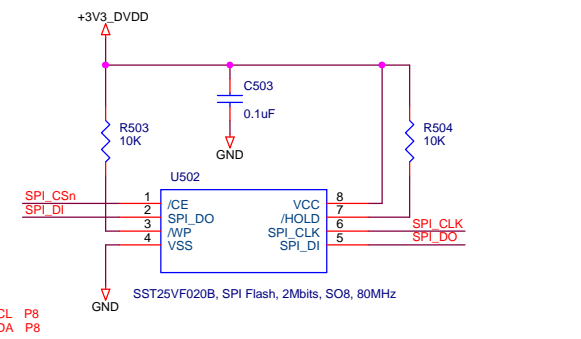 +3V3_DVDD
C503
0.1uF
R503
10K
R504
10K
GND
U502
SPI_CSn 1 /CE VCC 8
SPI_DI 2 SPI_DO /HOLD 7
3 /WP SPI_CLK 6 SPI_CLK
4 VSS SPI_DI 5 SPI_DO
SST25VF020B, SPI Flash, 2Mbits, SO8, 80MHz
GND
CL P8
DA P8